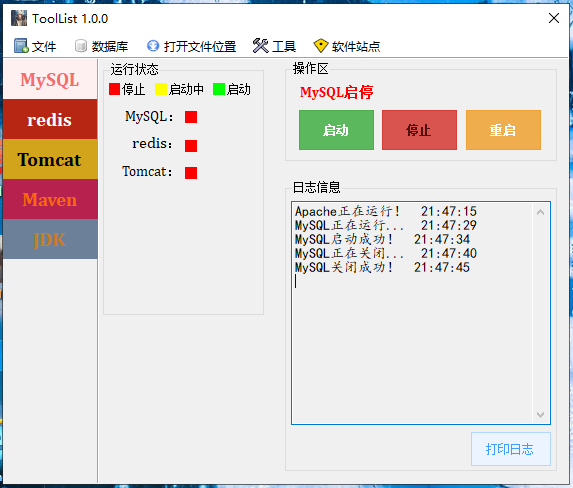 ToolList 1.0.0
文件 数据库 打开文件位置 工具 软件站点
MySQL
redis
Tomcat
Maven
JDK
运行状态
停止 启动中 启动
MySQL：
redis：
Tomcat：
操作区
MySQL启停
启动 停止 重启
日志信息
Apache正在运行！ 21:47:15
MySQL正在运行... 21:47:29
MySQL启动成功！ 21:47:34
MySQL正在关闭... 21:47:40
MySQL关闭成功！ 21:47:45
打印日志